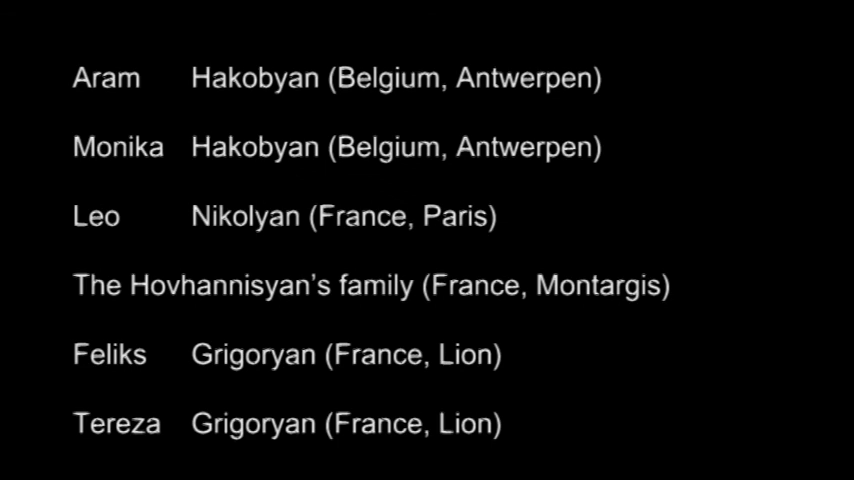 Aram Hakobyan (Belgium, Antwerpen)
Monika Hakobyan (Belgium, Antwerpen)
Leo Nikolyan (France, Paris)
The Hovhannisyan’s family (France, Montargis)
Feliks Grigoryan (France, Lion)
Tereza Grigoryan (France, Lion)